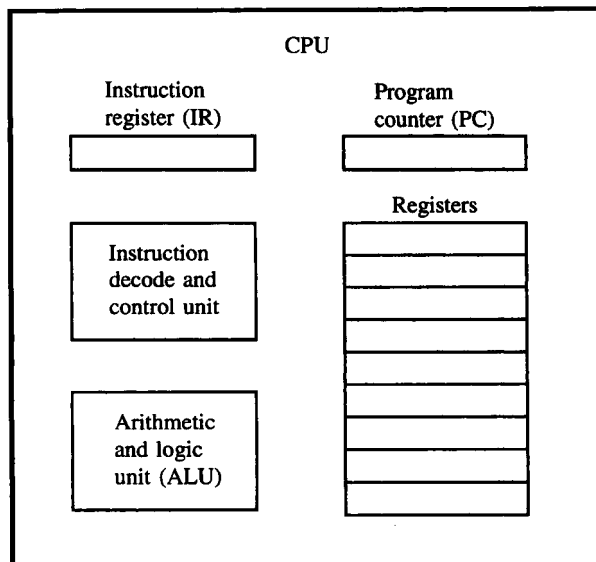 CPU
Instruction
register (IR)
Program
counter (PC)
Registers
Instruction
decode and
control unit
Arithmetic
and logic
unit (ALU)